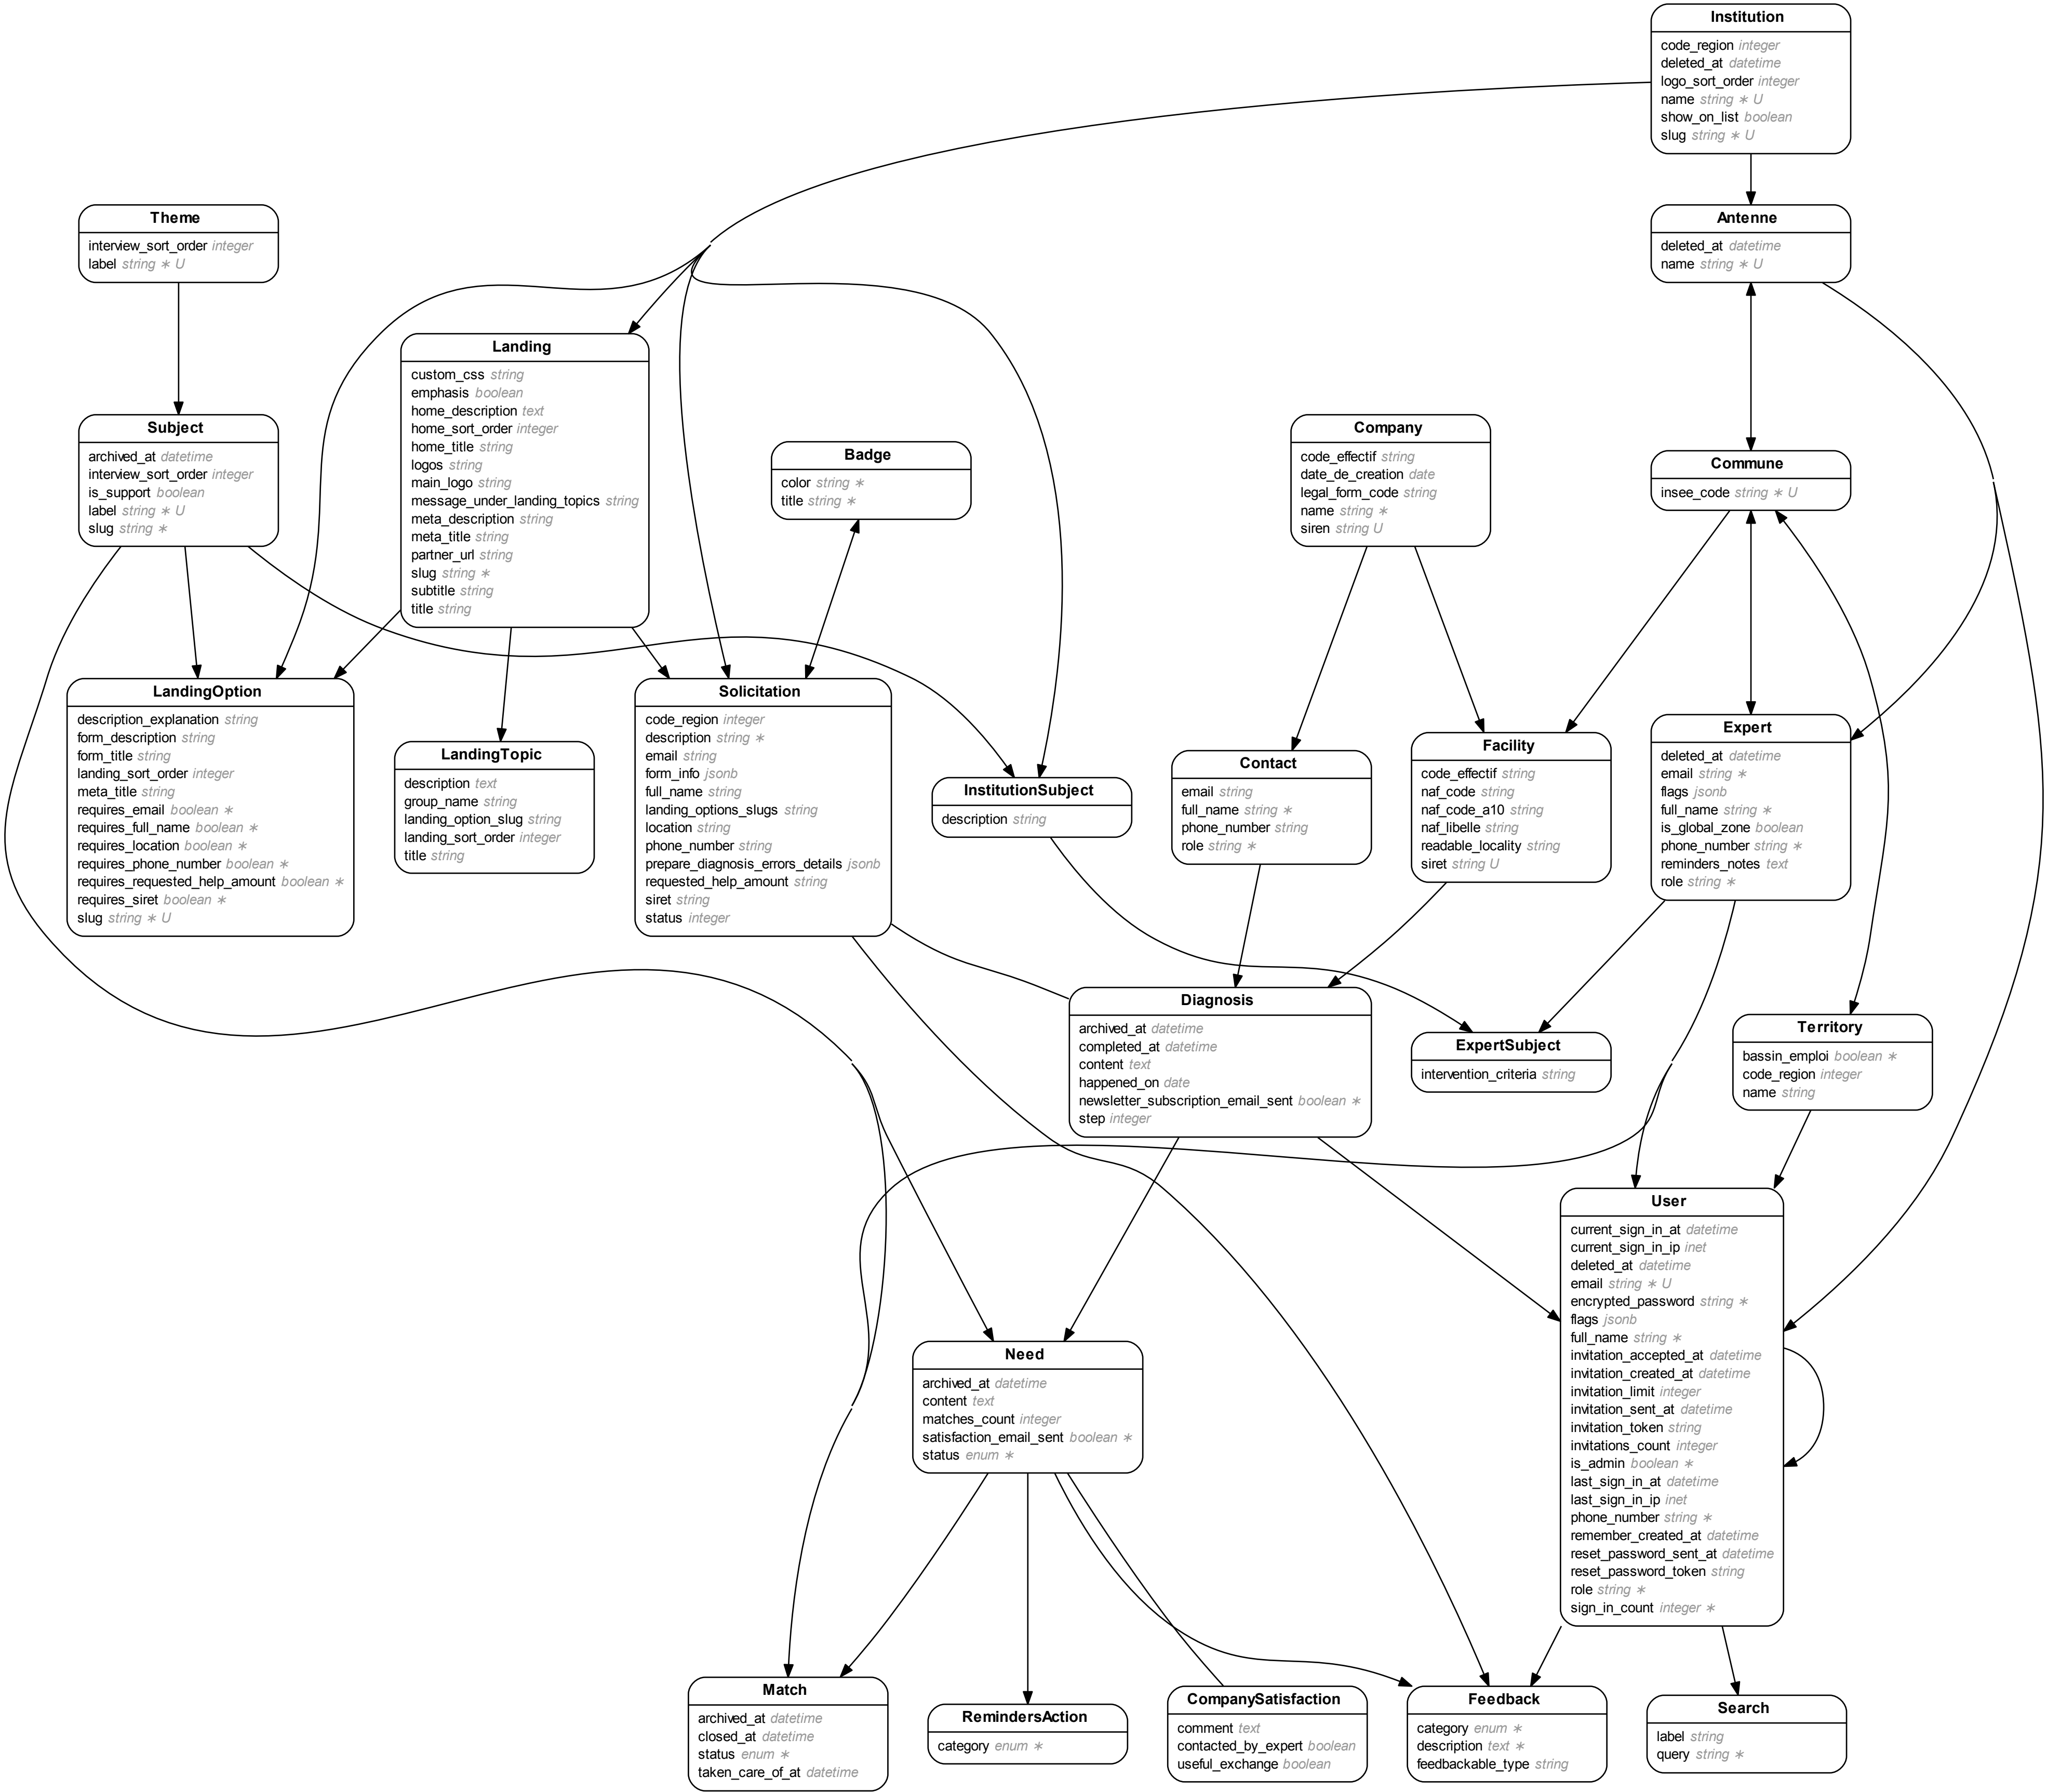 Institution
code_region integer
deleted_at datetime
logo_sort_order integer
name string ∗ U
show_on_list boolean
slug string ∗ U
Theme
interview_sort_order integer
label string ∗ U
Antenne
deleted_at datetime
name string ∗ U
Landing
custom_css string
emphasis boolean
home_description text
home_sort_order integer
home_title string
logos string
main_logo string
message_under_landing_topics string
meta_description string
meta_title string
partner_url string
slug string ∗
subtitle string
title string
Subject
archived_at datetime
interview_sort_order integer
is_support boolean
label string ∗ U
slug string ∗
Badge
color string ∗
title string ∗
Company
code_effectif string
date_de_creation date
legal_form_code string
name string ∗
siren string U
Commune
insee_code string ∗ U
LandingOption
description_explanation string
form_description string
form_title string
landing_sort_order integer
meta_title string
requires_email boolean ∗
requires_full_name boolean ∗
requires_location boolean ∗
requires_phone_number boolean ∗
requires_requested_help_amount boolean ∗
requires_siret boolean ∗
slug string ∗ U
LandingTopic
description text
group_name string
landing_option_slug string
landing_sort_order integer
title string
Solicitation
code_region integer
description string ∗
email string
form_info jsonb
full_name string
landing_options_slugs string
location string
phone_number string
prepare_diagnosis_errors_details jsonb
requested_help_amount string
siret string
status integer
InstitutionSubject
description string
Contact
email string
full_name string ∗
phone_number string
role string ∗
Facility
code_effectif string
naf_code string
naf_code_a10 string
naf_libelle string
readable_locality string
siret string U
Expert
deleted_at datetime
email string ∗
flags jsonb
full_name string ∗
is_global_zone boolean
phone_number string ∗
reminders_notes text
role string ∗
Diagnosis
archived_at datetime
completed_at datetime
content text
happened_on date
newsletter_subscription_email_sent boolean ∗
step integer
ExpertSubject
intervention_criteria string
Territory
bassin_emploi boolean ∗
code_region integer
name string
User
current_sign_in_at datetime
current_sign_in_ip inet
deleted_at datetime
email string ∗ U
encrypted_password string ∗
flags jsonb
full_name string ∗
invitation_accepted_at datetime
invitation_created_at datetime
invitation_limit integer
invitation_sent_at datetime
invitation_token string
invitations_count integer
is_admin boolean ∗
last_sign_in_at datetime
last_sign_in_ip inet
phone_number string ∗
remember_created_at datetime
reset_password_sent_at datetime
reset_password_token string
role string ∗
sign_in_count integer ∗
Need
archived_at datetime
content text
matches_count integer
satisfaction_email_sent boolean ∗
status enum ∗
Match
archived_at datetime
closed_at datetime
status enum ∗
taken_care_of_at datetime
RemindersAction
category enum ∗
CompanySatisfaction
comment text
contacted_by_expert boolean
useful_exchange boolean
Feedback
category enum ∗
description text ∗
feedbackable_type string
Search
label string
query string ∗